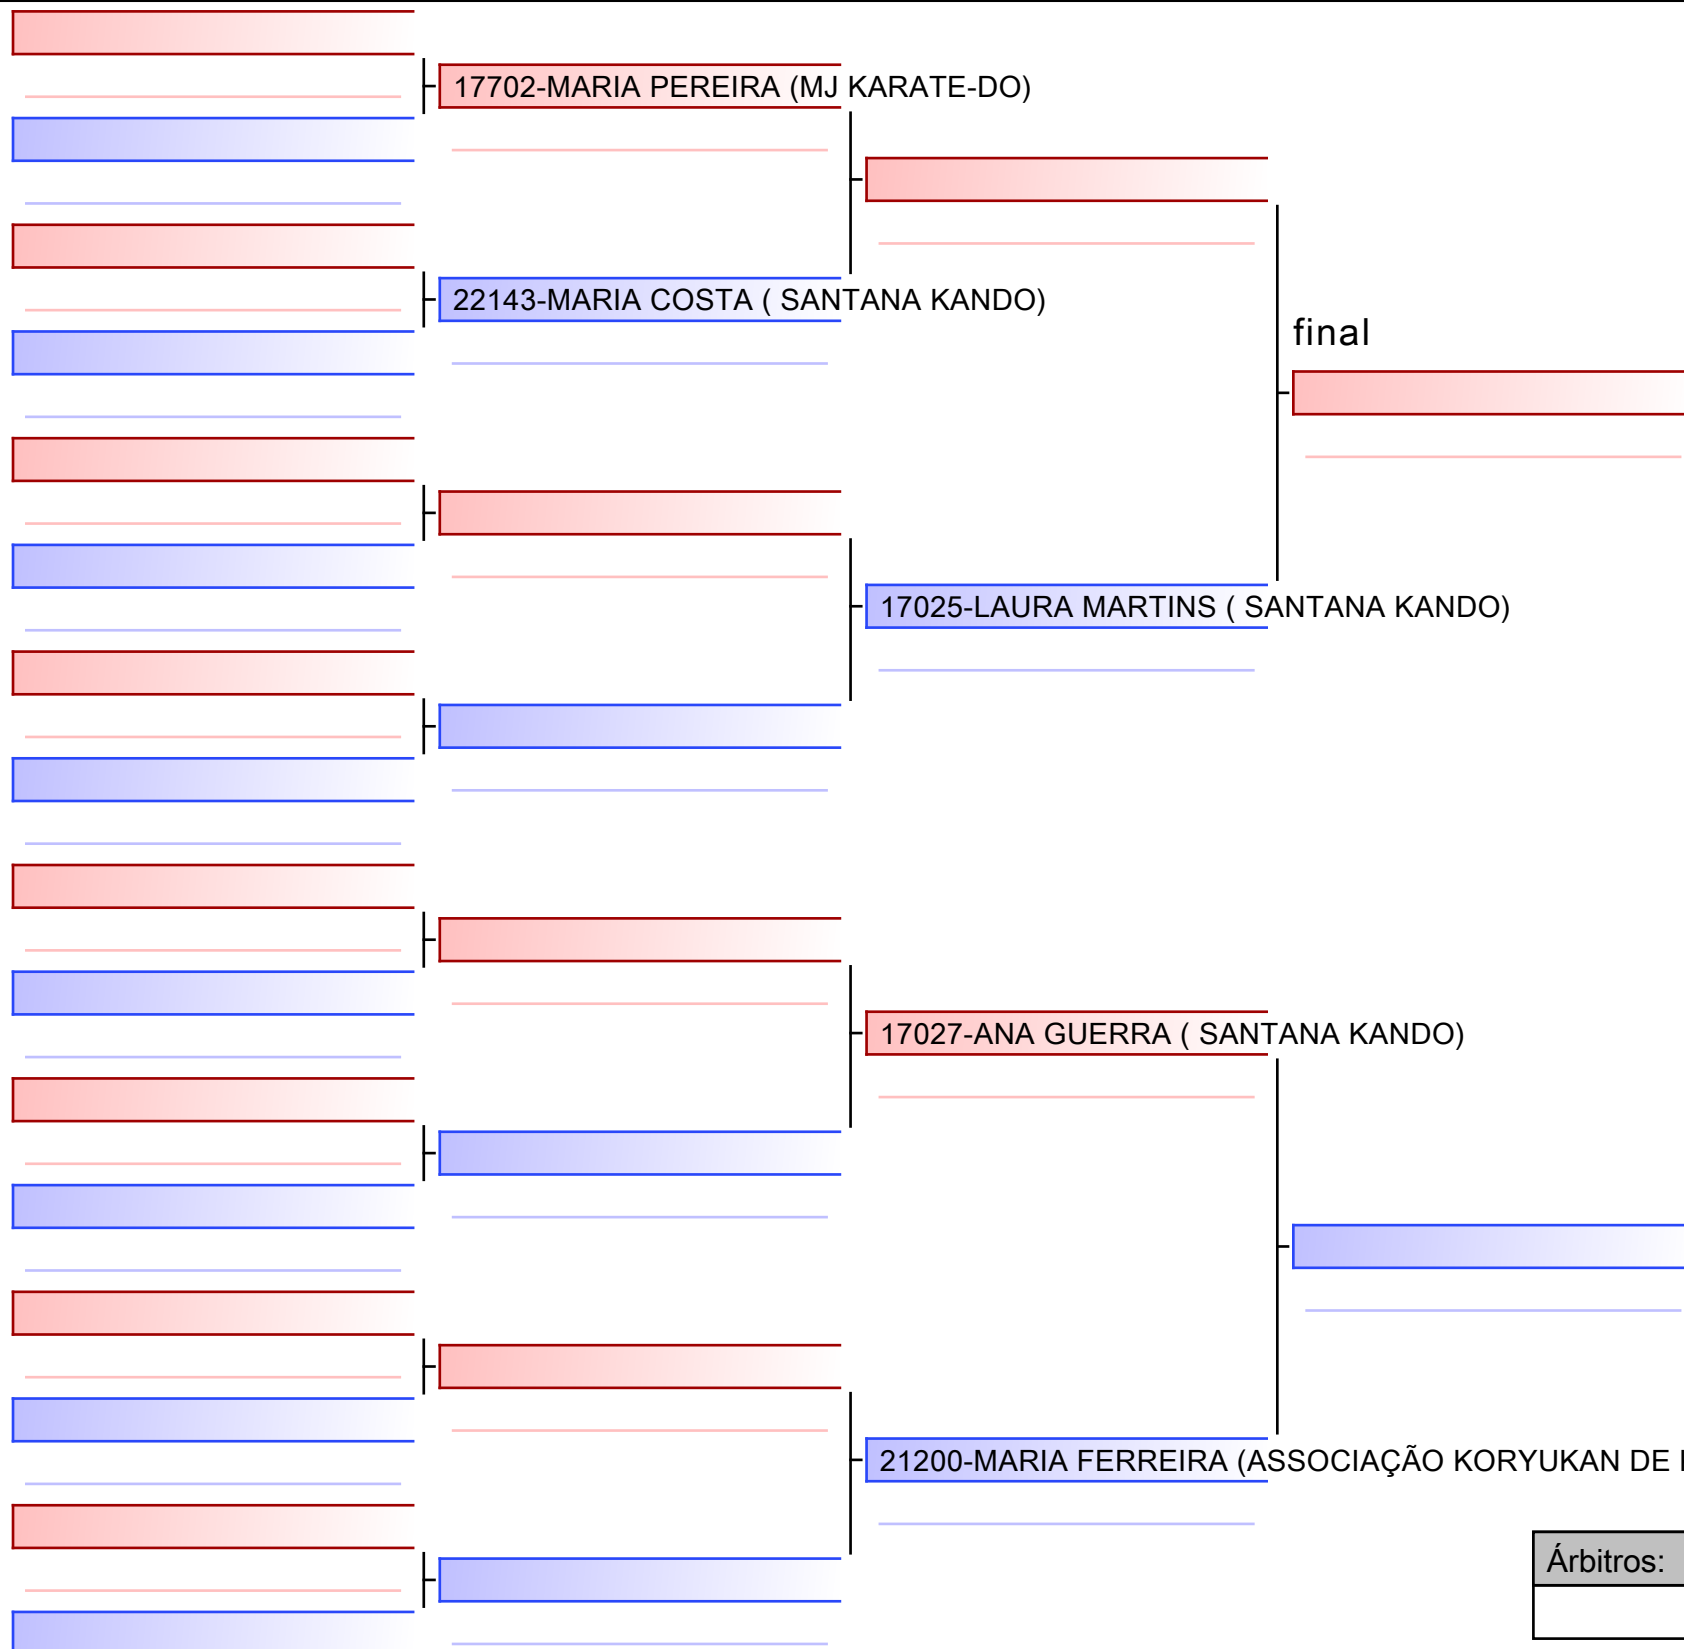 17702-MARIA PEREIRA (MJ KARATE-DO)
22143-MARIA COSTA ( SANTANA KANDO)
final
17025-LAURA MARTINS ( SANTANA KANDO)
17027-ANA GUERRA ( SANTANA KANDO)
21200-MARIA FERREIRA (ASSOCIAÇÃO KORYUKAN DE
Árbitros: